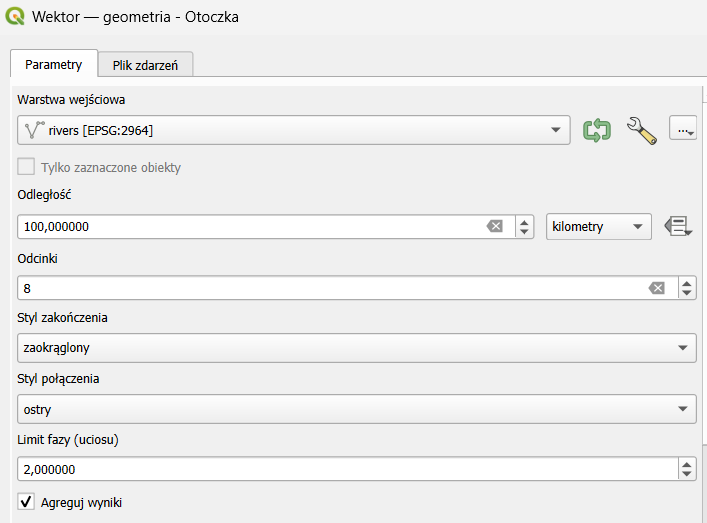 Wektor — geometria - Otoczka
Parametry Plik zdarzeń
Warstwa wejściowa
rivers [EPSG:2964]
...
Tylko zaznaczone obiekty
Odległość
100,000000 kilometry
Odcinki
8
Styl zakończenia
zaokrąglony
Styl połączenia
ostry
Limit fazy (uciosu)
2,000000
Agreguj wyniki